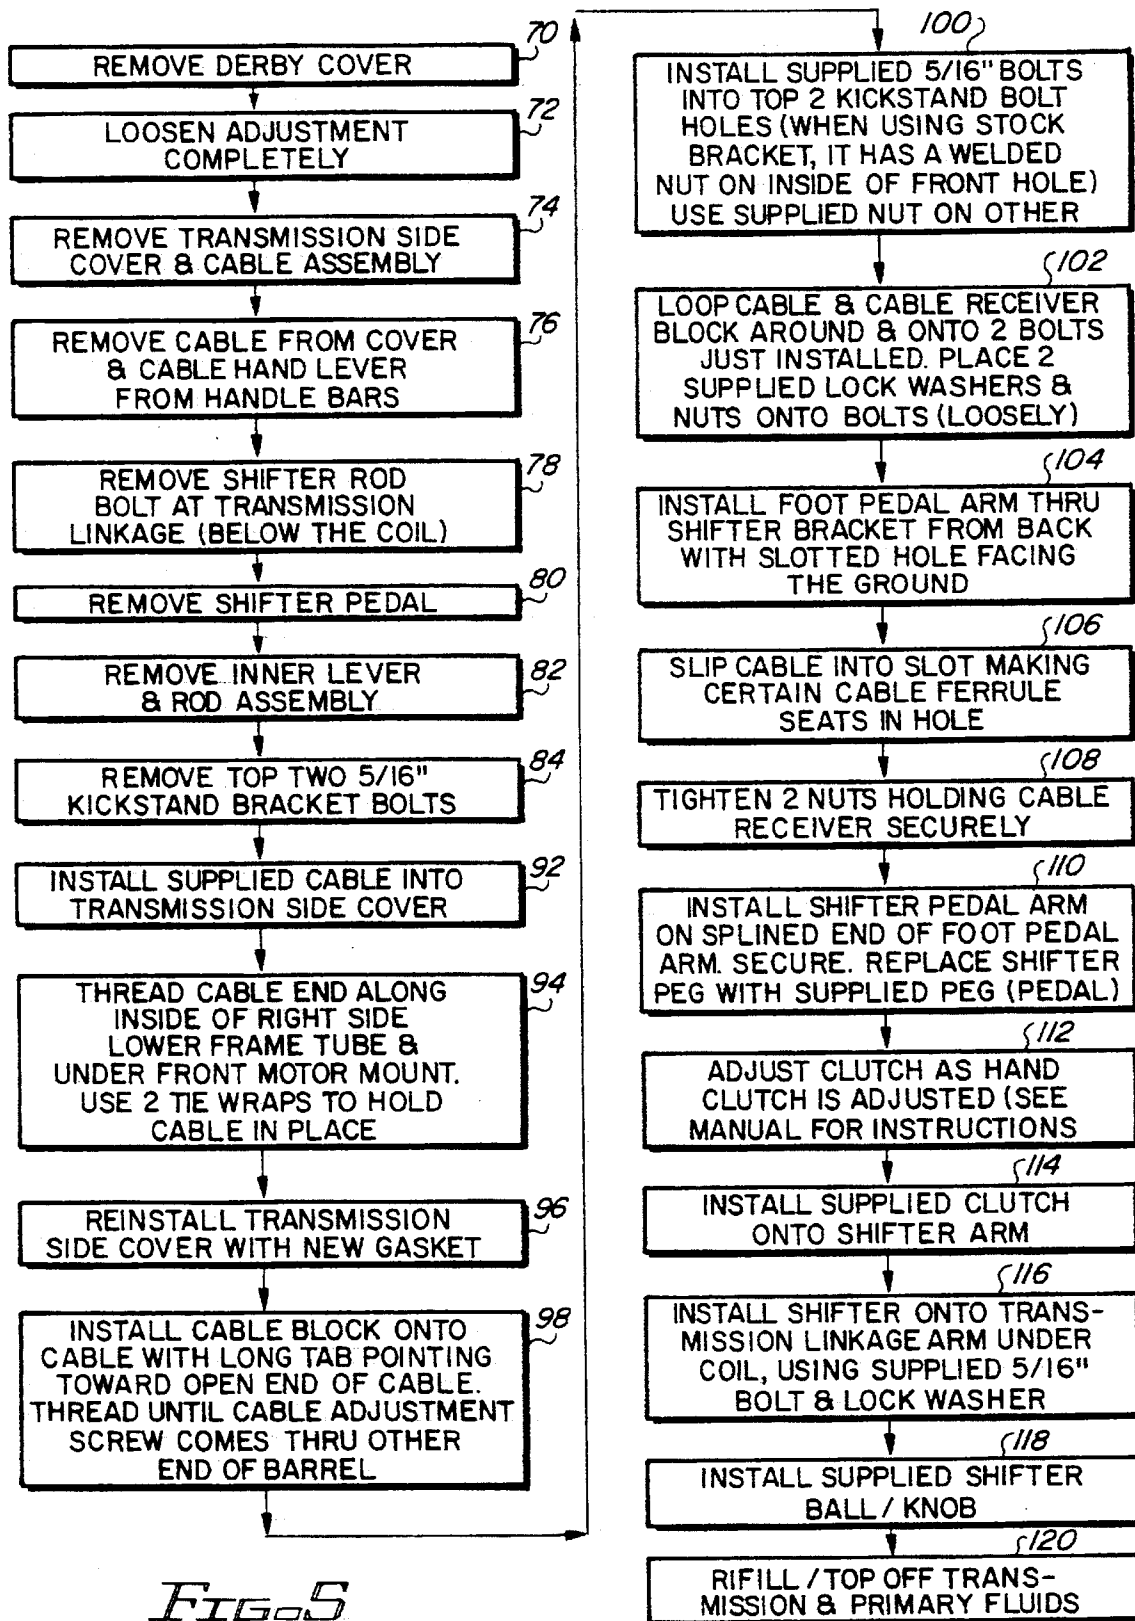 70
REMOVE DERBY COVER
72
LOOSEN ADJUSTMENT
COMPLETELY
74
REMOVE TRANSMISSION SIDE
COVER & CABLE ASSEMBLY
76
REMOVE CABLE FROM COVER
& CABLE HAND LEVER
FROM HANDLE BARS
78
REMOVE SHIFTER ROD
BOLT AT TRANSMISSION
LINKAGE (BELOW THE COIL)
80
REMOVE SHIFTER PEDAL
82
REMOVE INNER LEVER
& ROD ASSEMBLY
84
REMOVE TOP TWO 5/16"
KICKSTAND BRACKET BOLTS
92
INSTALL SUPPLIED CABLE INTO
TRANSMISSION SIDE COVER
94
THREAD CABLE END ALONG
INSIDE OF RIGHT SIDE
LOWER FRAME TUBE &
UNDER FRONT MOTOR MOUNT.
USE 2 TIE WRAPS TO HOLD
CABLE IN PLACE
96
REINSTALL TRANSMISSION
SIDE COVER WITH NEW GASKET
98
INSTALL CABLE BLOCK ONTO
CABLE WITH LONG TAB POINTING
TOWARD OPEN END OF CABLE.
THREAD UNTIL CABLE ADJUSTMENT
SCREW COMES THRU OTHER
END OF BARREL
100
INSTALL SUPPLIED 5/16" BOLTS
INTO TOP 2 KICKSTAND BOLT
HOLES (WHEN USING STOCK
BRACKET, IT HAS A WELDED
NUT ON INSIDE OF FRONT HOLE)
USE SUPPLIED NUT ON OTHER
102
LOOP CABLE & CABLE RECEIVER
BLOCK AROUND & ONTO 2 BOLTS
JUST INSTALLED. PLACE 2
SUPPLIED LOCK WASHERS &
NUTS ONTO BOLTS (LOOSELY)
104
INSTALL FOOT PEDAL ARM THRU
SHIFTER BRACKET FROM BACK
WITH SLOTTED HOLE FACING
THE GROUND
106
SLIP CABLE INTO SLOT MAKING
CERTAIN CABLE FERRULE
SEATS IN HOLE
108
TIGHTEN 2 NUTS HOLDING CABLE
RECEIVER SECURELY
110
INSTALL SHIFTER PEDAL ARM
ON SPLINED END OF FOOT PEDAL
ARM. SECURE. REPLACE SHIFTER
PEG WITH SUPPLIED PEG (PEDAL)
112
ADJUST CLUTCH AS HAND
CLUTCH IS ADJUSTED (SEE
MANUAL FOR INSTRUCTIONS
114
INSTALL SUPPLIED CLUTCH
ONTO SHIFTER ARM
116
INSTALL SHIFTER ONTO TRANS-
MISSION LINKAGE ARM UNDER
COIL, USING SUPPLIED 5/16"
BOLT & LOCK WASHER
118
INSTALL SUPPLIED SHIFTER
BALL / KNOB
120
RIFILL / TOP OFF TRANS-
MISSION & PRIMARY FLUIDS
FIG. 5